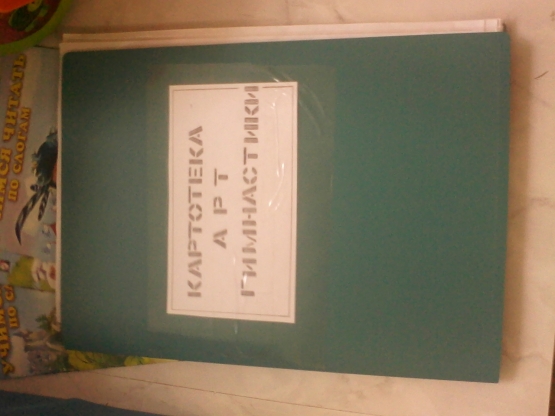 КАРТОТЕКА
АРТ
ГИМНАСТИКИ
УЧИМСЯ ЧИТАТЬ
ПО СЛОГАМ